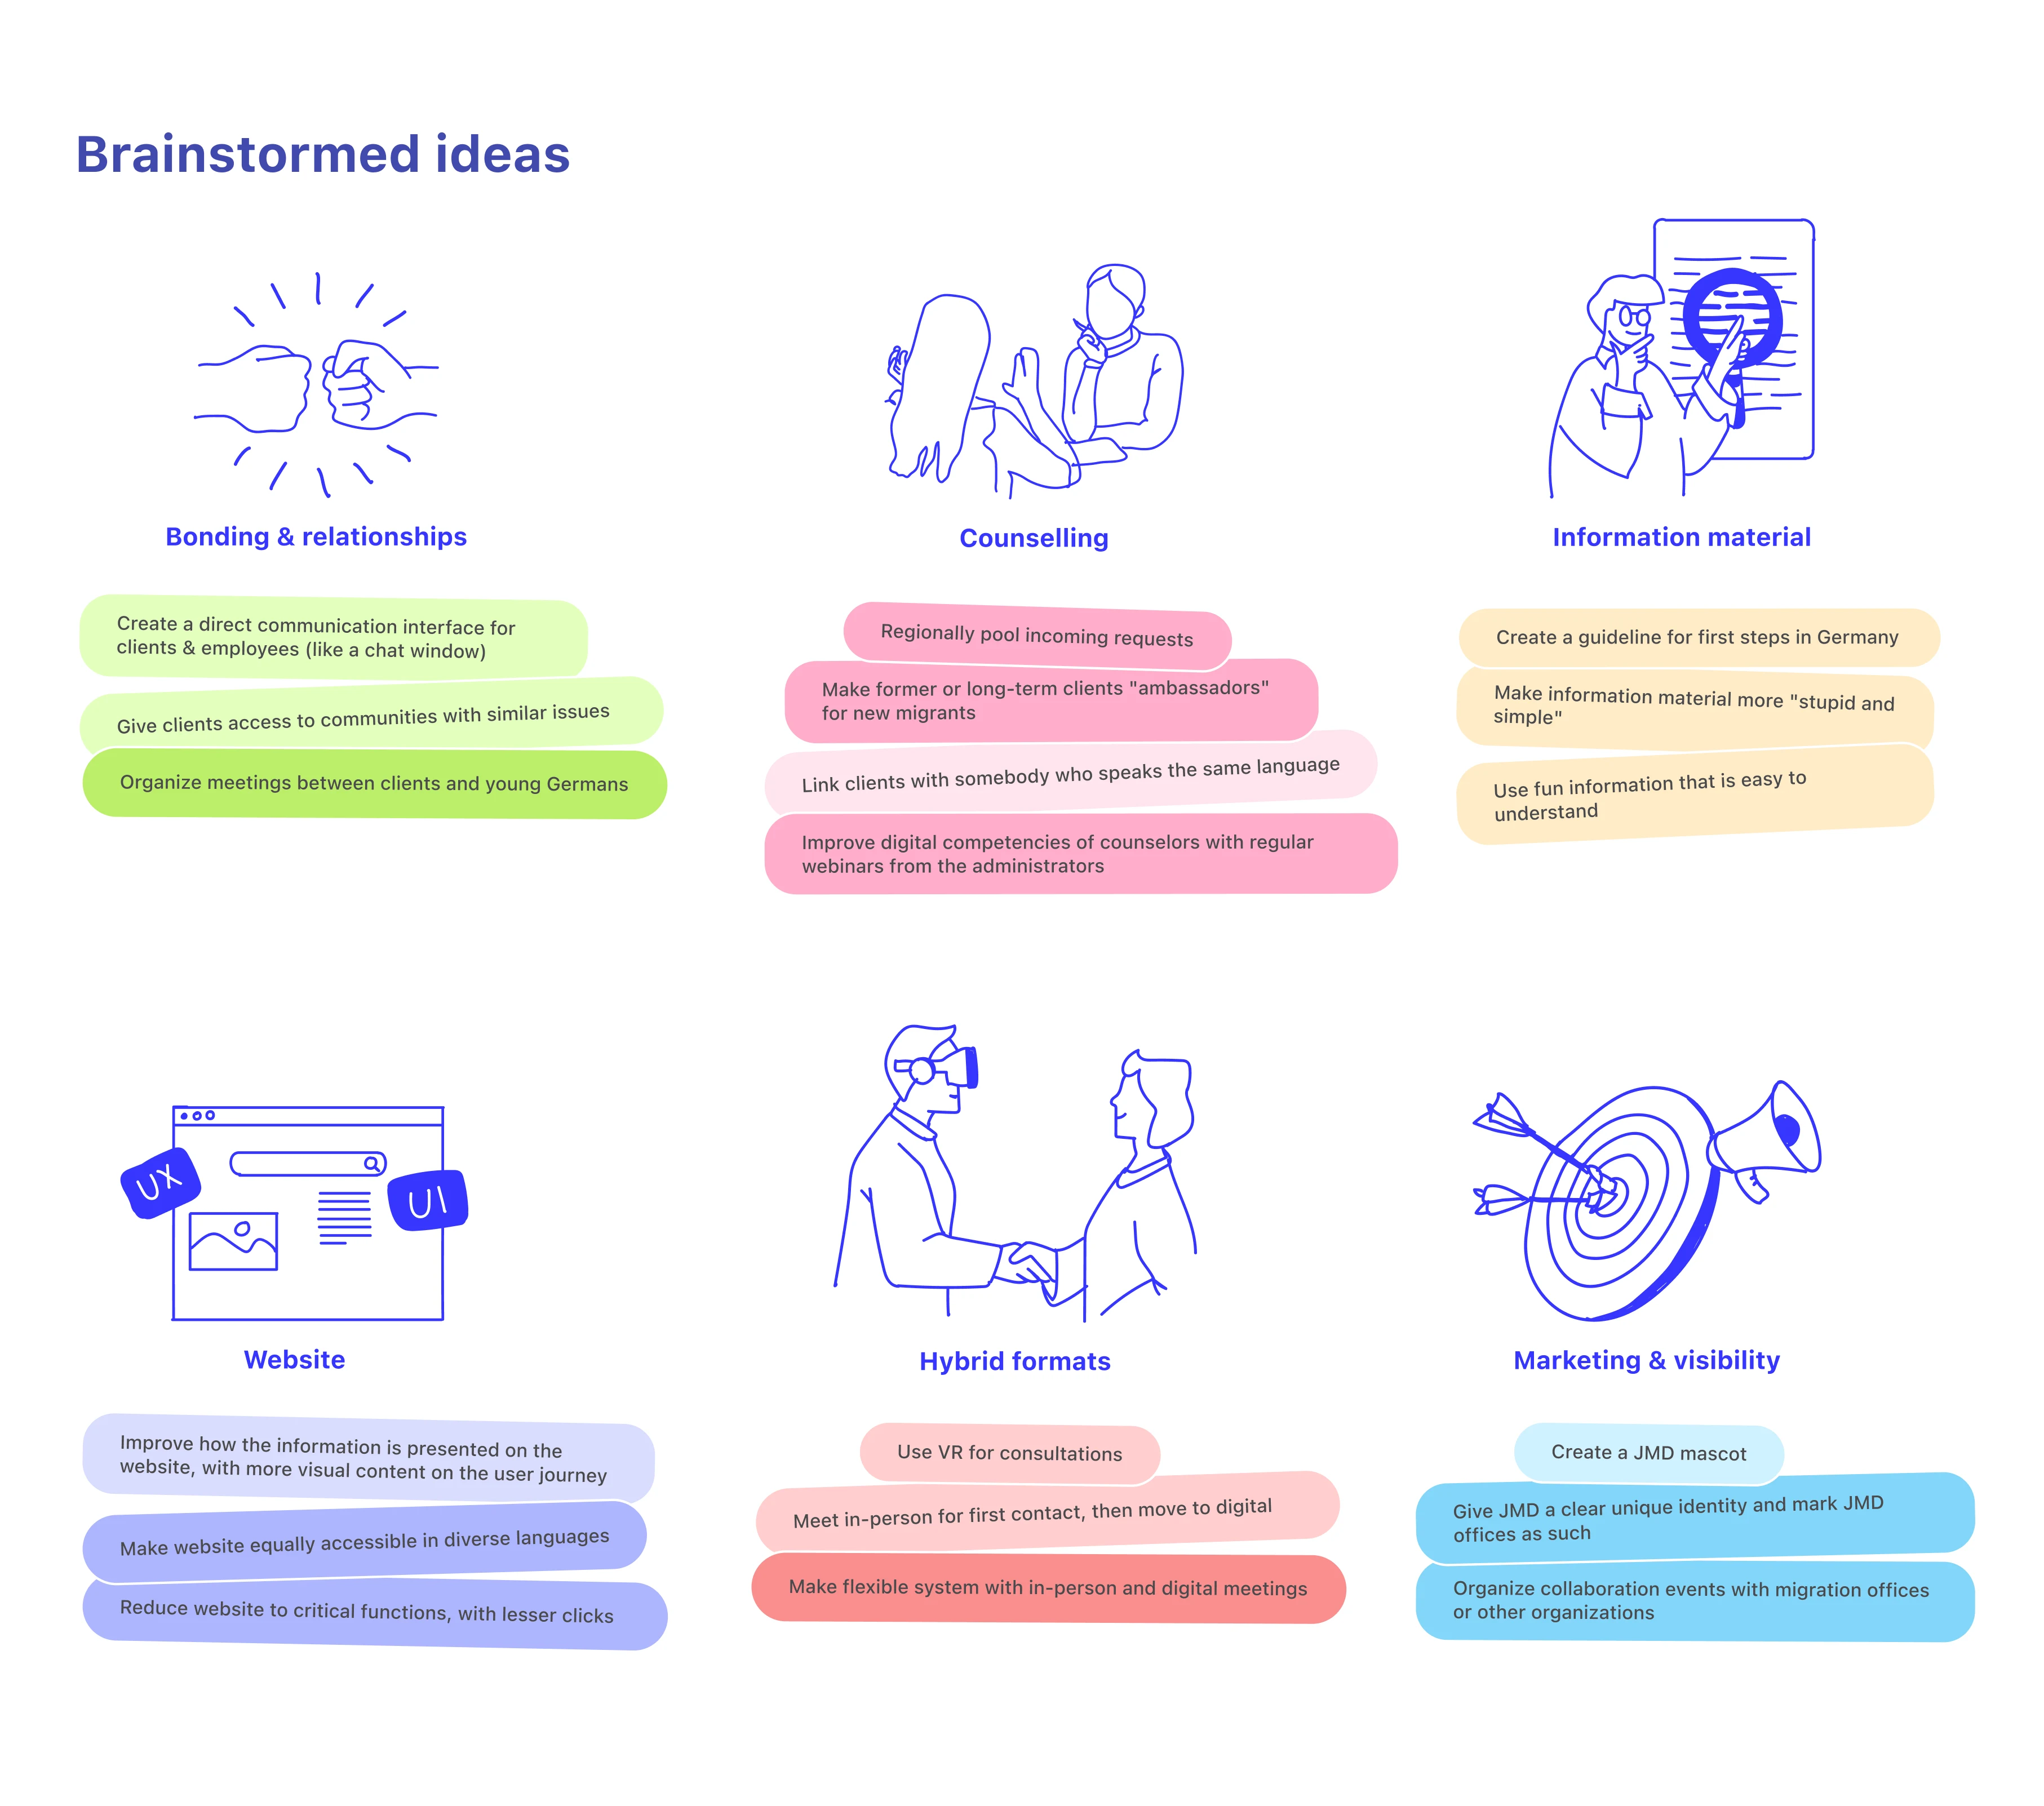 Brainstormed ideas
Bonding & relationships
Create a direct communication interface for
clients & employees (like a chat window)
Give clients access to communities with similar issues
Organize meetings between clients and young Germans
Counselling
Regionally pool incoming requests
Make former or long-term clients "ambassadors"
for new migrants
Link clients with somebody who speaks the same language
Improve digital competencies of counselors with regular
webinars from the administrators
Information material
Create a guideline for first steps in Germany
Make information material more "stupid and
simple"
Use fun information that is easy to
understand
UX
UI
Website
Improve how the information is presented on the
website, with more visual content on the user journey
Make website equally accessible in diverse languages
Reduce website to critical functions, with lesser clicks
Hybrid formats
Use VR for consultations
Meet in-person for first contact, then move to digital
Make flexible system with in-person and digital meetings
Marketing & visibility
Create a JMD mascot
Give JMD a clear unique identity and mark JMD
offices as such
Organize collaboration events with migration offices
or other organizations